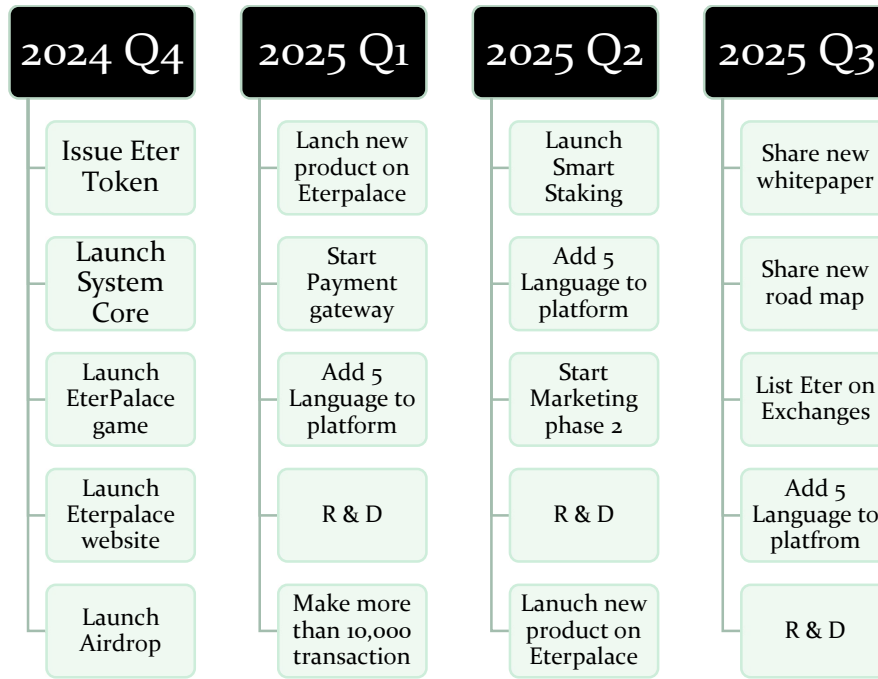 2024 Q4
Issue Eter
Token
Launch
System
Core
Launch
EterPalace
game
Launch
Eterpalace
website
Launch
Airdrop
2025 Q1
Lanch new
product on
Eterpalace
Start
Payment
gateway
Add 5
Language to
platform
R & D
Make more
than 10,000
transaction
2025 Q2
Launch
Smart
Staking
Add 5
Language to
platform
Start
Marketing
phase 2
R & D
Lanuch new
product on
Eterpalace
2025 Q3
Share new
whitepaper
Share new
road map
List Eter on
Exchanges
Add 5
Language to
platfrom
R & D